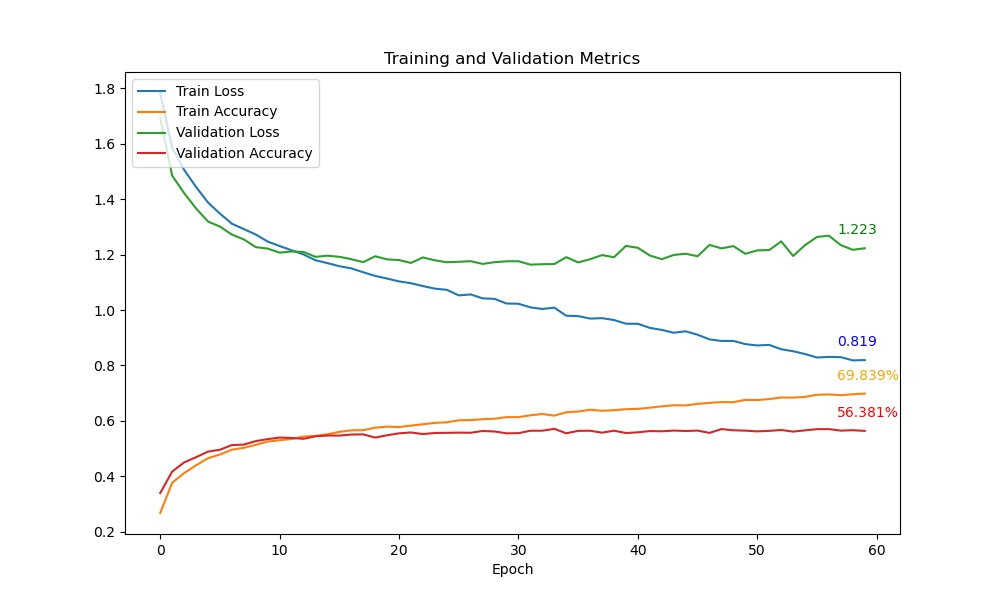 Training and Validation Metrics
Train Loss
Train Accuracy
Validation Loss
Validation Accuracy
1.8
1.6
1.4
1.2
1.0
0.8
0.6
0.4
0.2
1.223
0.819
69.839%
56.381%
0 10 20 30 40 50 60
Epoch